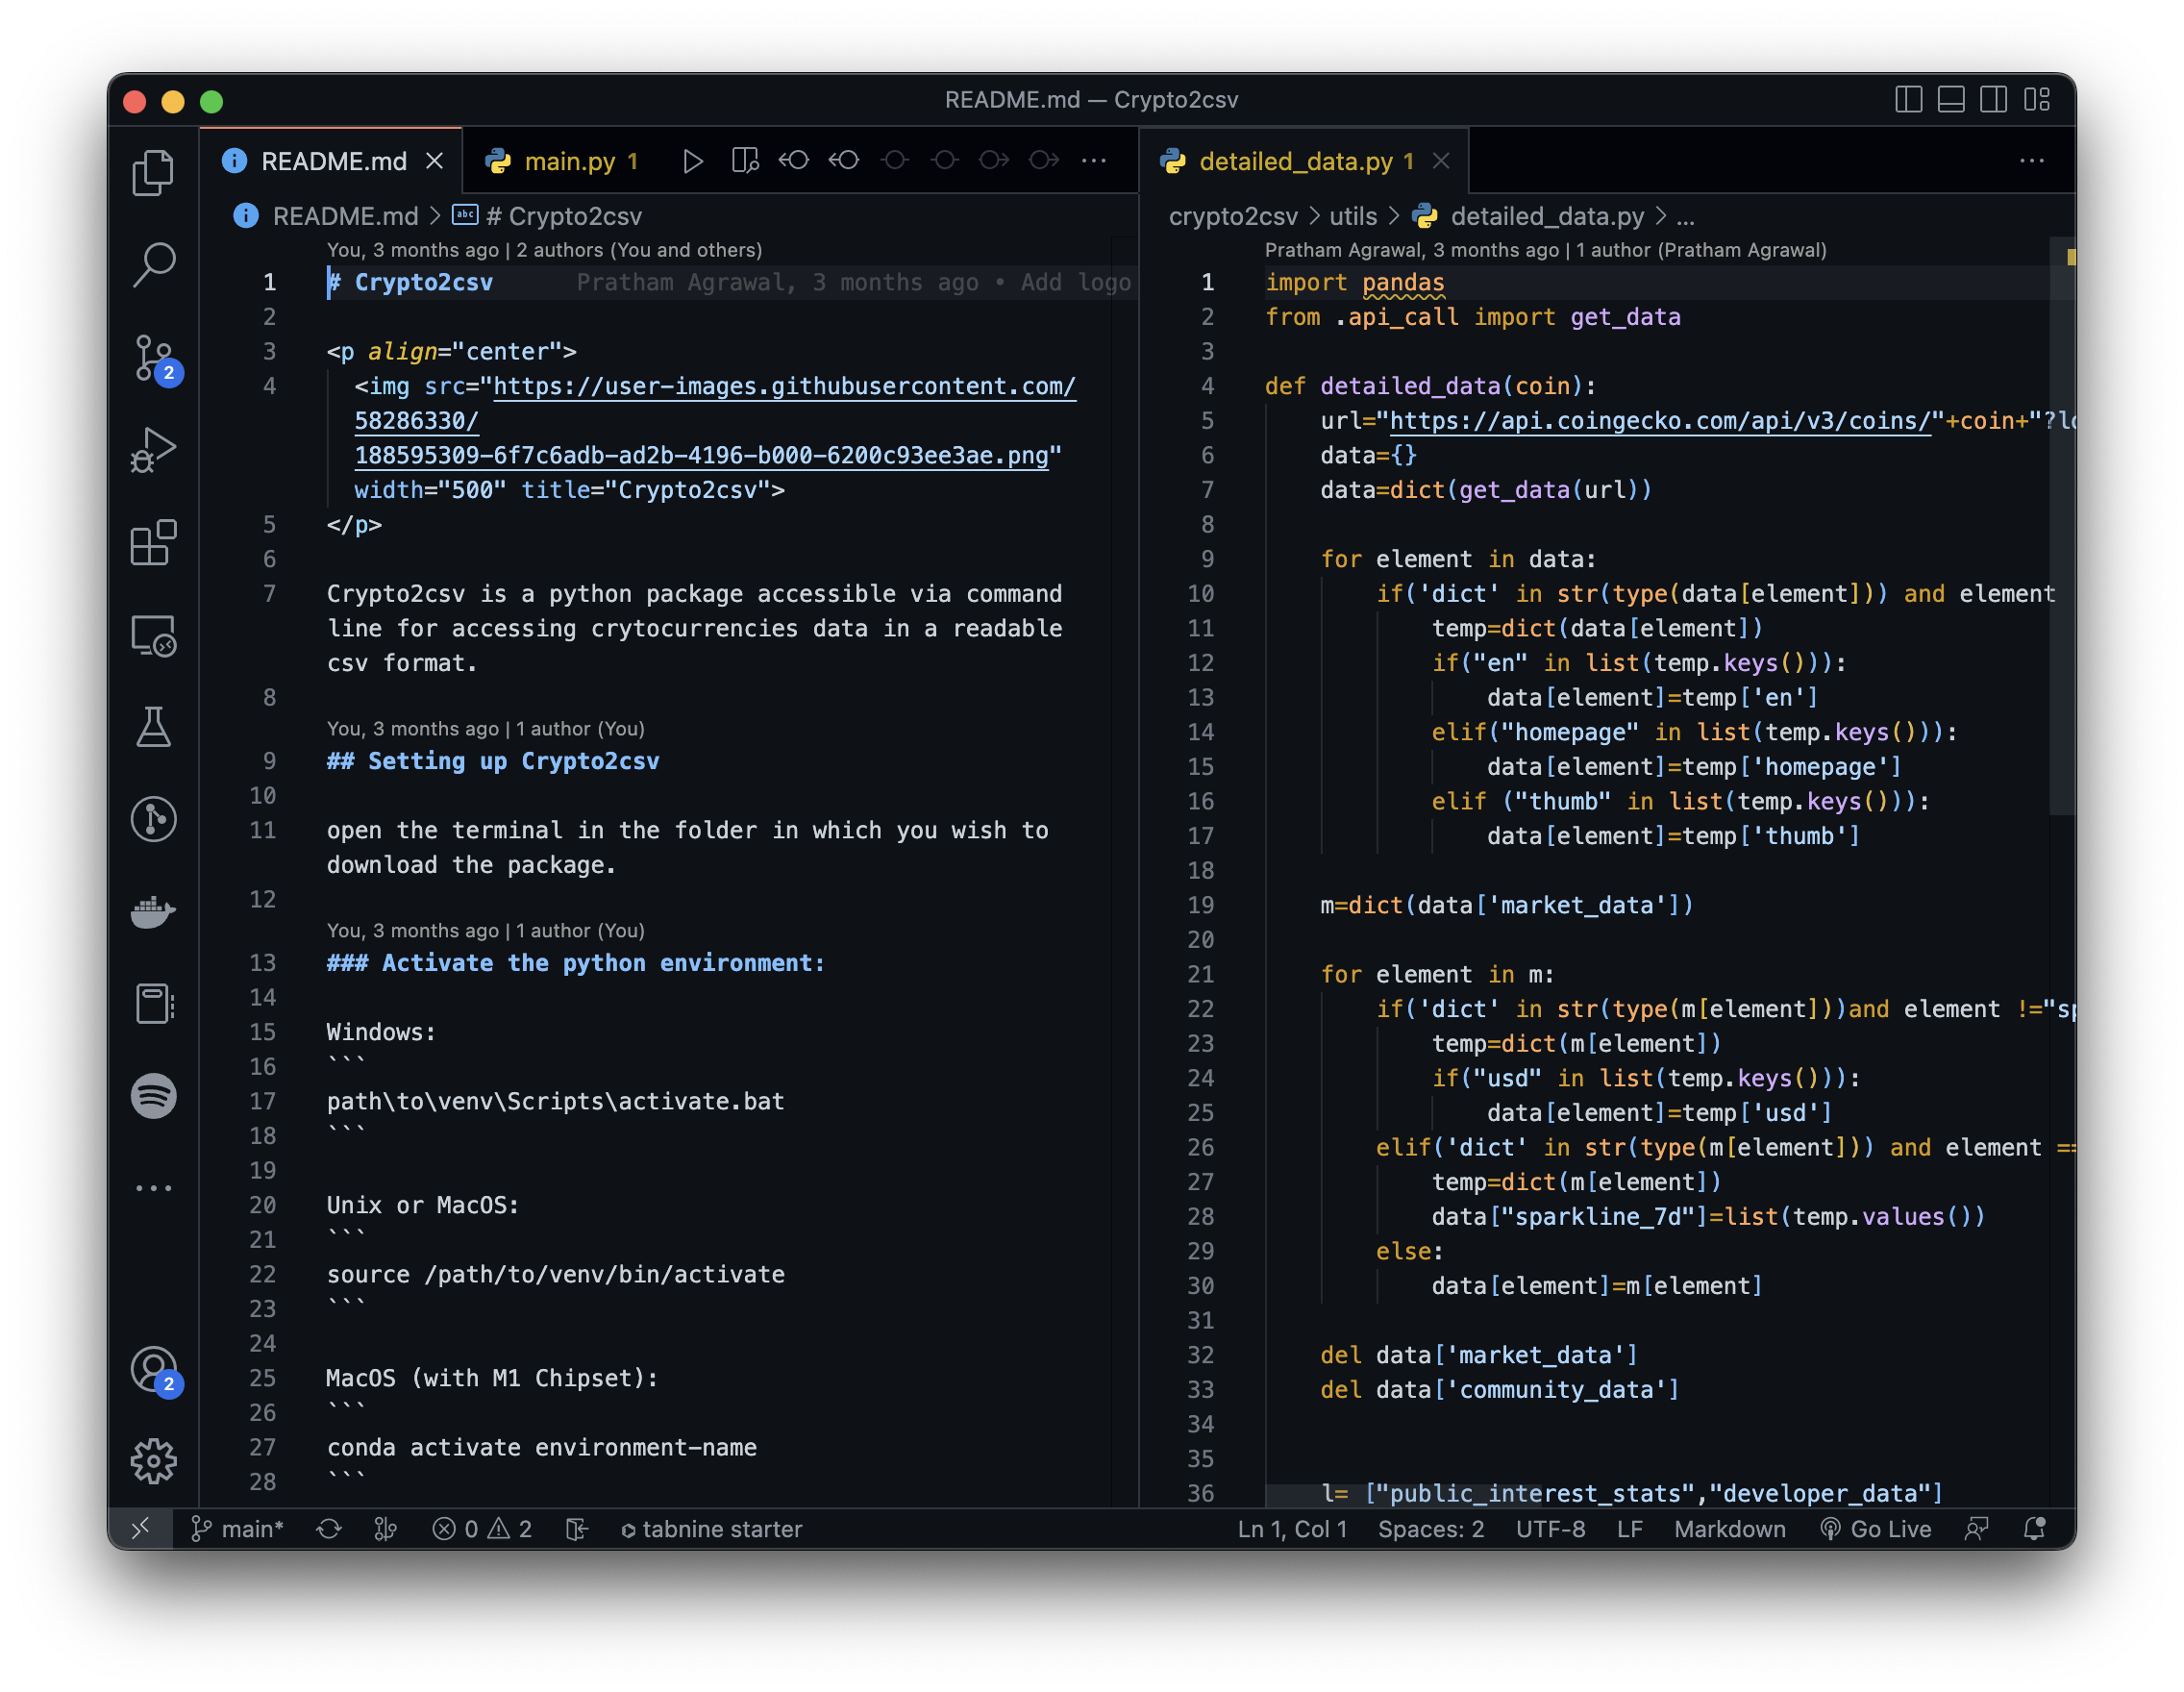 README.md — Crypto2csv
README.md
main.py 1
README.md > # Crypto2csv
You, 3 months ago | 2 authors (You and others)
1 # Crypto2csv Pratham Agrawal, 3 months ago • Add logo
2
3 <p align="center">
4 <img src="https://user-images.githubusercontent.com/
58286330/
188595309-6f7c6adb-ad2b-4196-b000-6200c93ee3ae.png"
width="500" title="Crypto2csv">
5 </p>
6
7 Crypto2csv is a python package accessible via command
line for accessing crytocurrencies data in a readable
csv format.
8
You, 3 months ago | 1 author (You)
9 ## Setting up Crypto2csv
10
11 open the terminal in the folder in which you wish to
download the package.
12
You, 3 months ago | 1 author (You)
13 ### Activate the python environment:
14
15 Windows:
16 ```
17 path\to\venv\Scripts\activate.bat
18 ```
19
20 Unix or MacOS:
21 ```
22 source /path/to/venv/bin/activate
23 ```
24
25 MacOS (with M1 Chipset):
26 ```
27 conda activate environment-name
28 ```
detailed_data.py 1
crypto2csv > utils > detailed_data.py > ...
Pratham Agrawal, 3 months ago | 1 author (Pratham Agrawal)
1 import pandas
2 from .api_call import get_data
3
4 def detailed_data(coin):
5 url="https://api.coingecko.com/api/v3/coins/"+coin+"?lo
6 data={}
7 data=dict(get_data(url))
8
9 for element in data:
10 if('dict' in str(type(data[element])) and element
11 temp=dict(data[element])
12 if("en" in list(temp.keys())):
13 data[element]=temp['en']
14 elif("homepage" in list(temp.keys())):
15 data[element]=temp['homepage']
16 elif ("thumb" in list(temp.keys())):
17 data[element]=temp['thumb']
18
19 m=dict(data['market_data'])
20
21 for element in m:
22 if('dict' in str(type(m[element]))and element !="sp
23 temp=dict(m[element])
24 if("usd" in list(temp.keys())):
25 data[element]=temp['usd']
26 elif('dict' in str(type(m[element])) and element ==
27 temp=dict(m[element])
28 data["sparkline_7d"]=list(temp.values())
29 else:
30 data[element]=m[element]
31
32 del data['market_data']
33 del data['community_data']
34
35
36 l= ["public_interest_stats","developer_data"]
2
2
main* 0 2 tabnine starter Ln 1, Col 1 Spaces: 2 UTF-8 LF Markdown Go Live